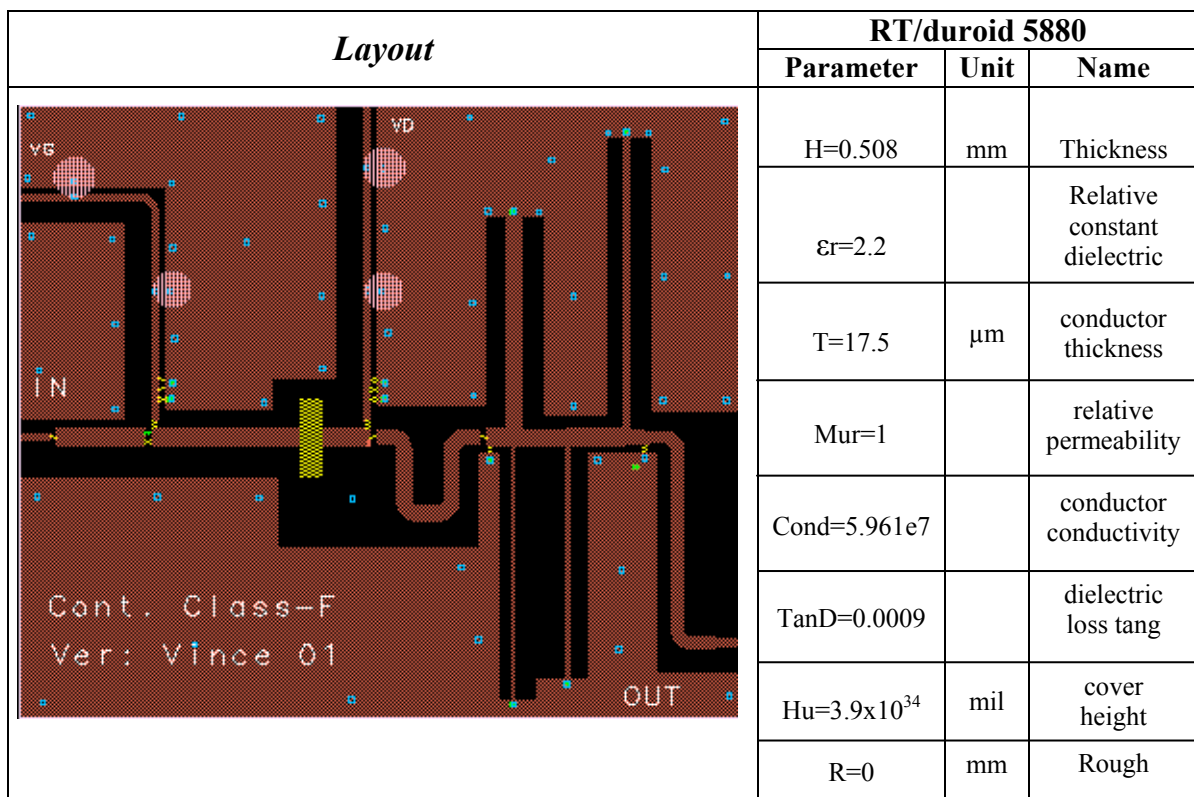 Layout
RT/duroid 5880
Parameter Unit Name
VG
VD
IN
Cont. Class-F
Ver: Vince 01
OUT
H=0.508 mm Thickness
εr=2.2 Relative
constant
dielectric
T=17.5 µm conductor
thickness
Mur=1 relative
permeability
Cond=5.961e7 conductor
conductivity
TanD=0.0009 dielectric
loss tang
Hu=3.9x10³⁴ mil cover
height
R=0 mm Rough